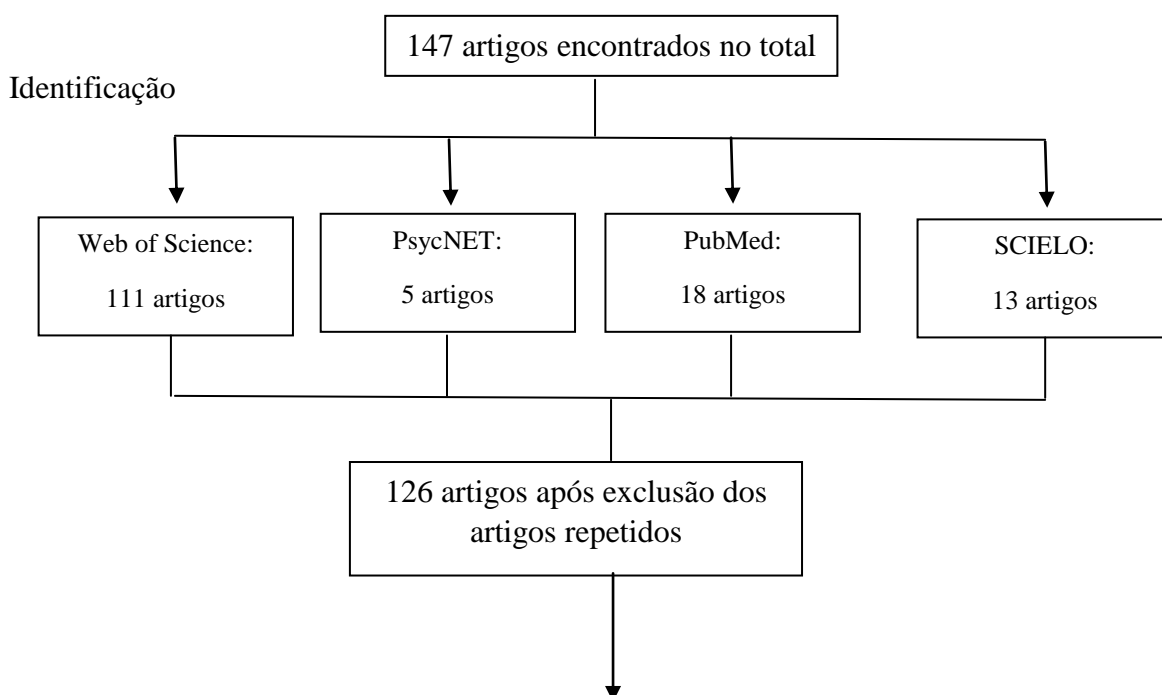 147 artigos encontrados no total
Identificação
Web of Science:
111 artigos
PsycNET:
5 artigos
PubMed:
18 artigos
SCIELO:
13 artigos
126 artigos após exclusão dos
artigos repetidos